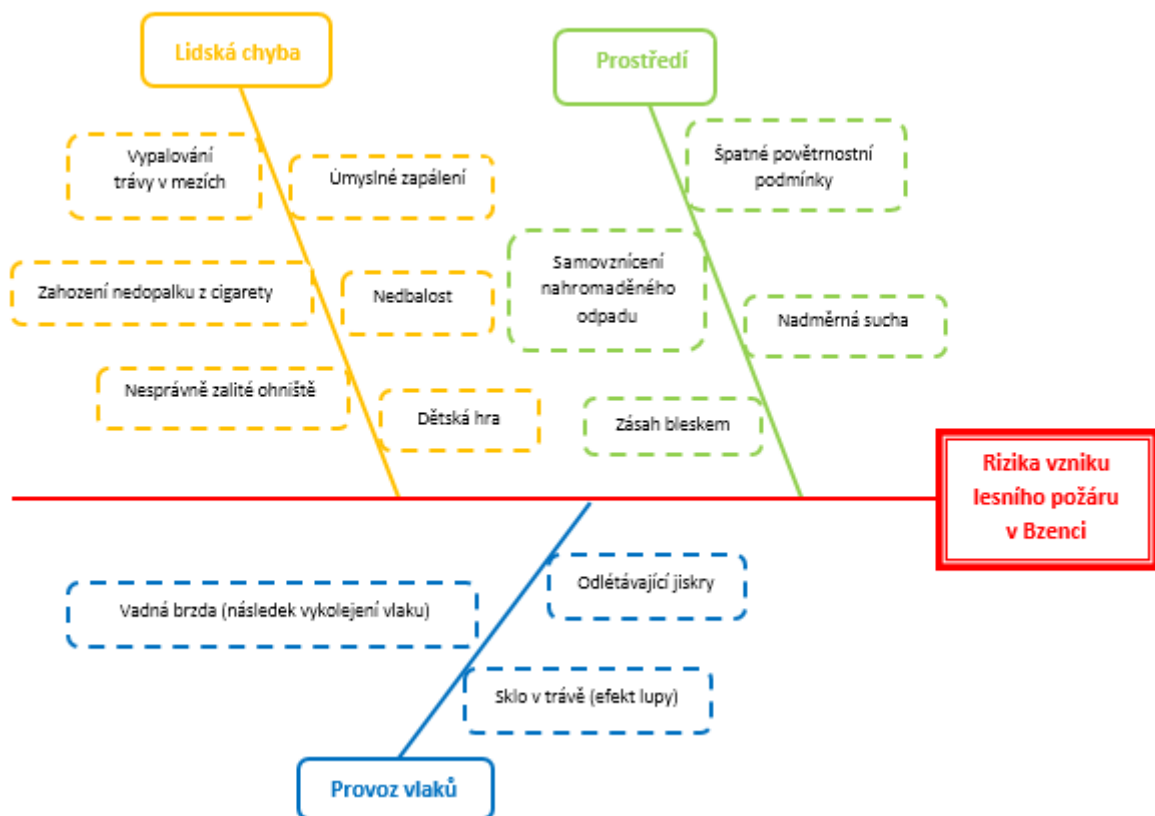 Lidská chyba
Prostředí
Vypalování
trávy v mezích
Úmyslné zapálení
Zahození nedopalku z cigarety
Nedbalost
Nesprávně zalité ohniště
Dětská hra
Špatné povětrnostní
podmínky
Samovznícení
nahromaděného
odpadu
Nadměrná sucha
Zásah bleskem
Rizika vzniku
lesního požáru
v Bzenci
Odlétávající jiskry
Vadná brzda (následek vykolejení vlaku)
Sklo v trávě (efekt lupy)
Provoz vlaků